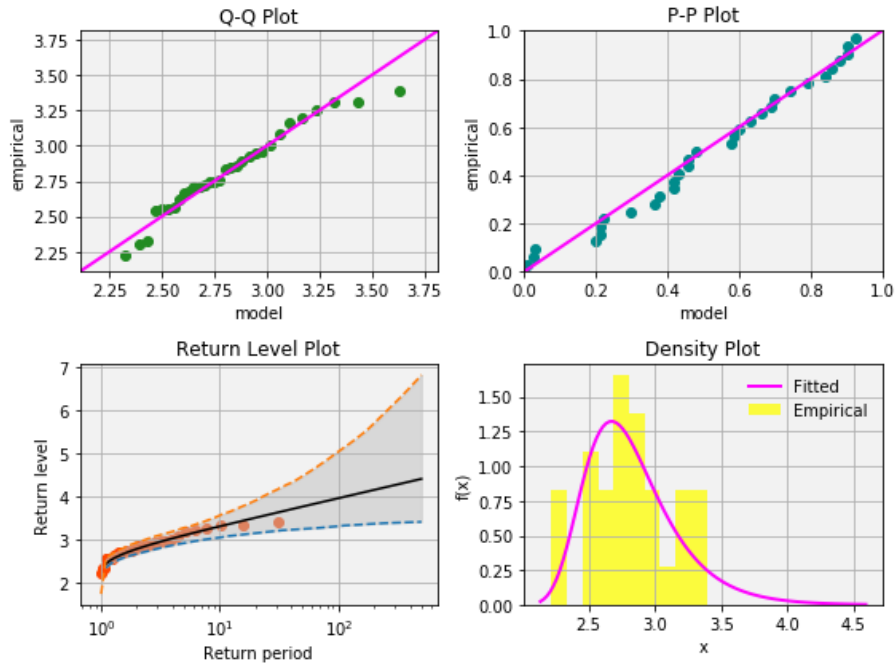 Q-Q Plot
3.75
3.50
3.25
3.00
2.75
2.50
2.25
empirical
2.25 2.50 2.75 3.00 3.25 3.50 3.75
model
P-P Plot
1.0
0.8
0.6
0.4
0.2
0.0
empirical
0.0 0.2 0.4 0.6 0.8 1.0
model
Return Level Plot
7
6
5
4
3
2
Return level
10⁰ 10¹ 10²
Return period
Density Plot
Fitted
Empirical
1.50
1.25
1.00
0.75
0.50
0.25
0.00
f(x)
2.5 3.0 3.5 4.0 4.5
x